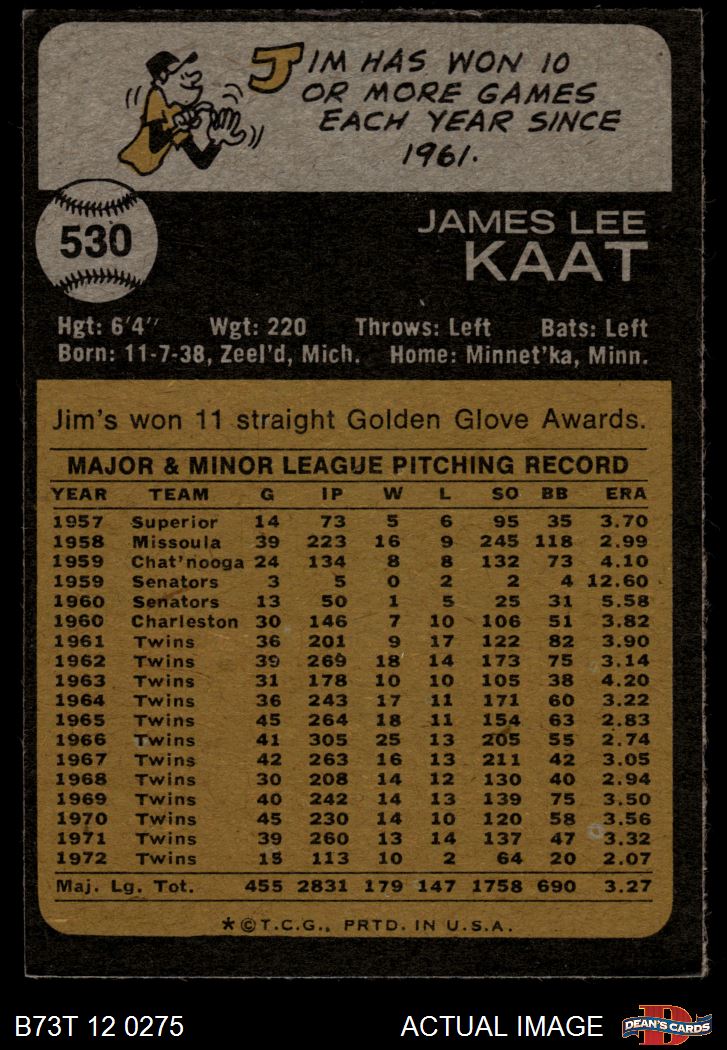 JIM HAS WON 10
OR MORE GAMES
EACH YEAR SINCE
1961.
530
JAMES LEE
KAAT
Hgt: 6'4" Wgt: 220 Throws: Left Bats: Left
Born: 11-7-38, Zeel'd, Mich. Home: Minnet'ka, Minn.
Jim's won 11 straight Golden Glove Awards.
MAJOR & MINOR LEAGUE PITCHING RECORD
YEAR TEAM G IP W L SO BB ERA
1957 Superior 14 73 5 6 95 35 3.70
1958 Missoula 39 223 16 9 245 118 2.99
1959 Chat'nooga 24 134 8 8 132 73 4.10
1959 Senators 3 5 0 2 2 4 12.60
1960 Senators 13 50 1 5 25 31 5.58
1960 Charleston 30 146 7 10 106 51 3.82
1961 Twins 36 201 9 17 122 82 3.90
1962 Twins 39 269 18 14 173 75 3.14
1963 Twins 31 178 10 10 105 38 4.20
1964 Twins 36 243 17 11 171 60 3.22
1965 Twins 45 264 18 11 154 63 2.83
1966 Twins 41 305 25 13 205 55 2.74
1967 Twins 42 263 16 13 211 42 3.05
1968 Twins 30 208 14 12 130 40 2.94
1969 Twins 40 242 14 13 139 75 3.50
1970 Twins 45 230 14 10 120 58 3.56
1971 Twins 39 260 13 14 137 47 3.32
1972 Twins 15 113 10 2 64 20 2.07
Maj. Lg. Tot. 455 2831 179 147 1758 690 3.27
*©T.C.G., PRTD. IN U.S.A.
B73T 12 0275 ACTUAL IMAGE D DEAN'S CARDS